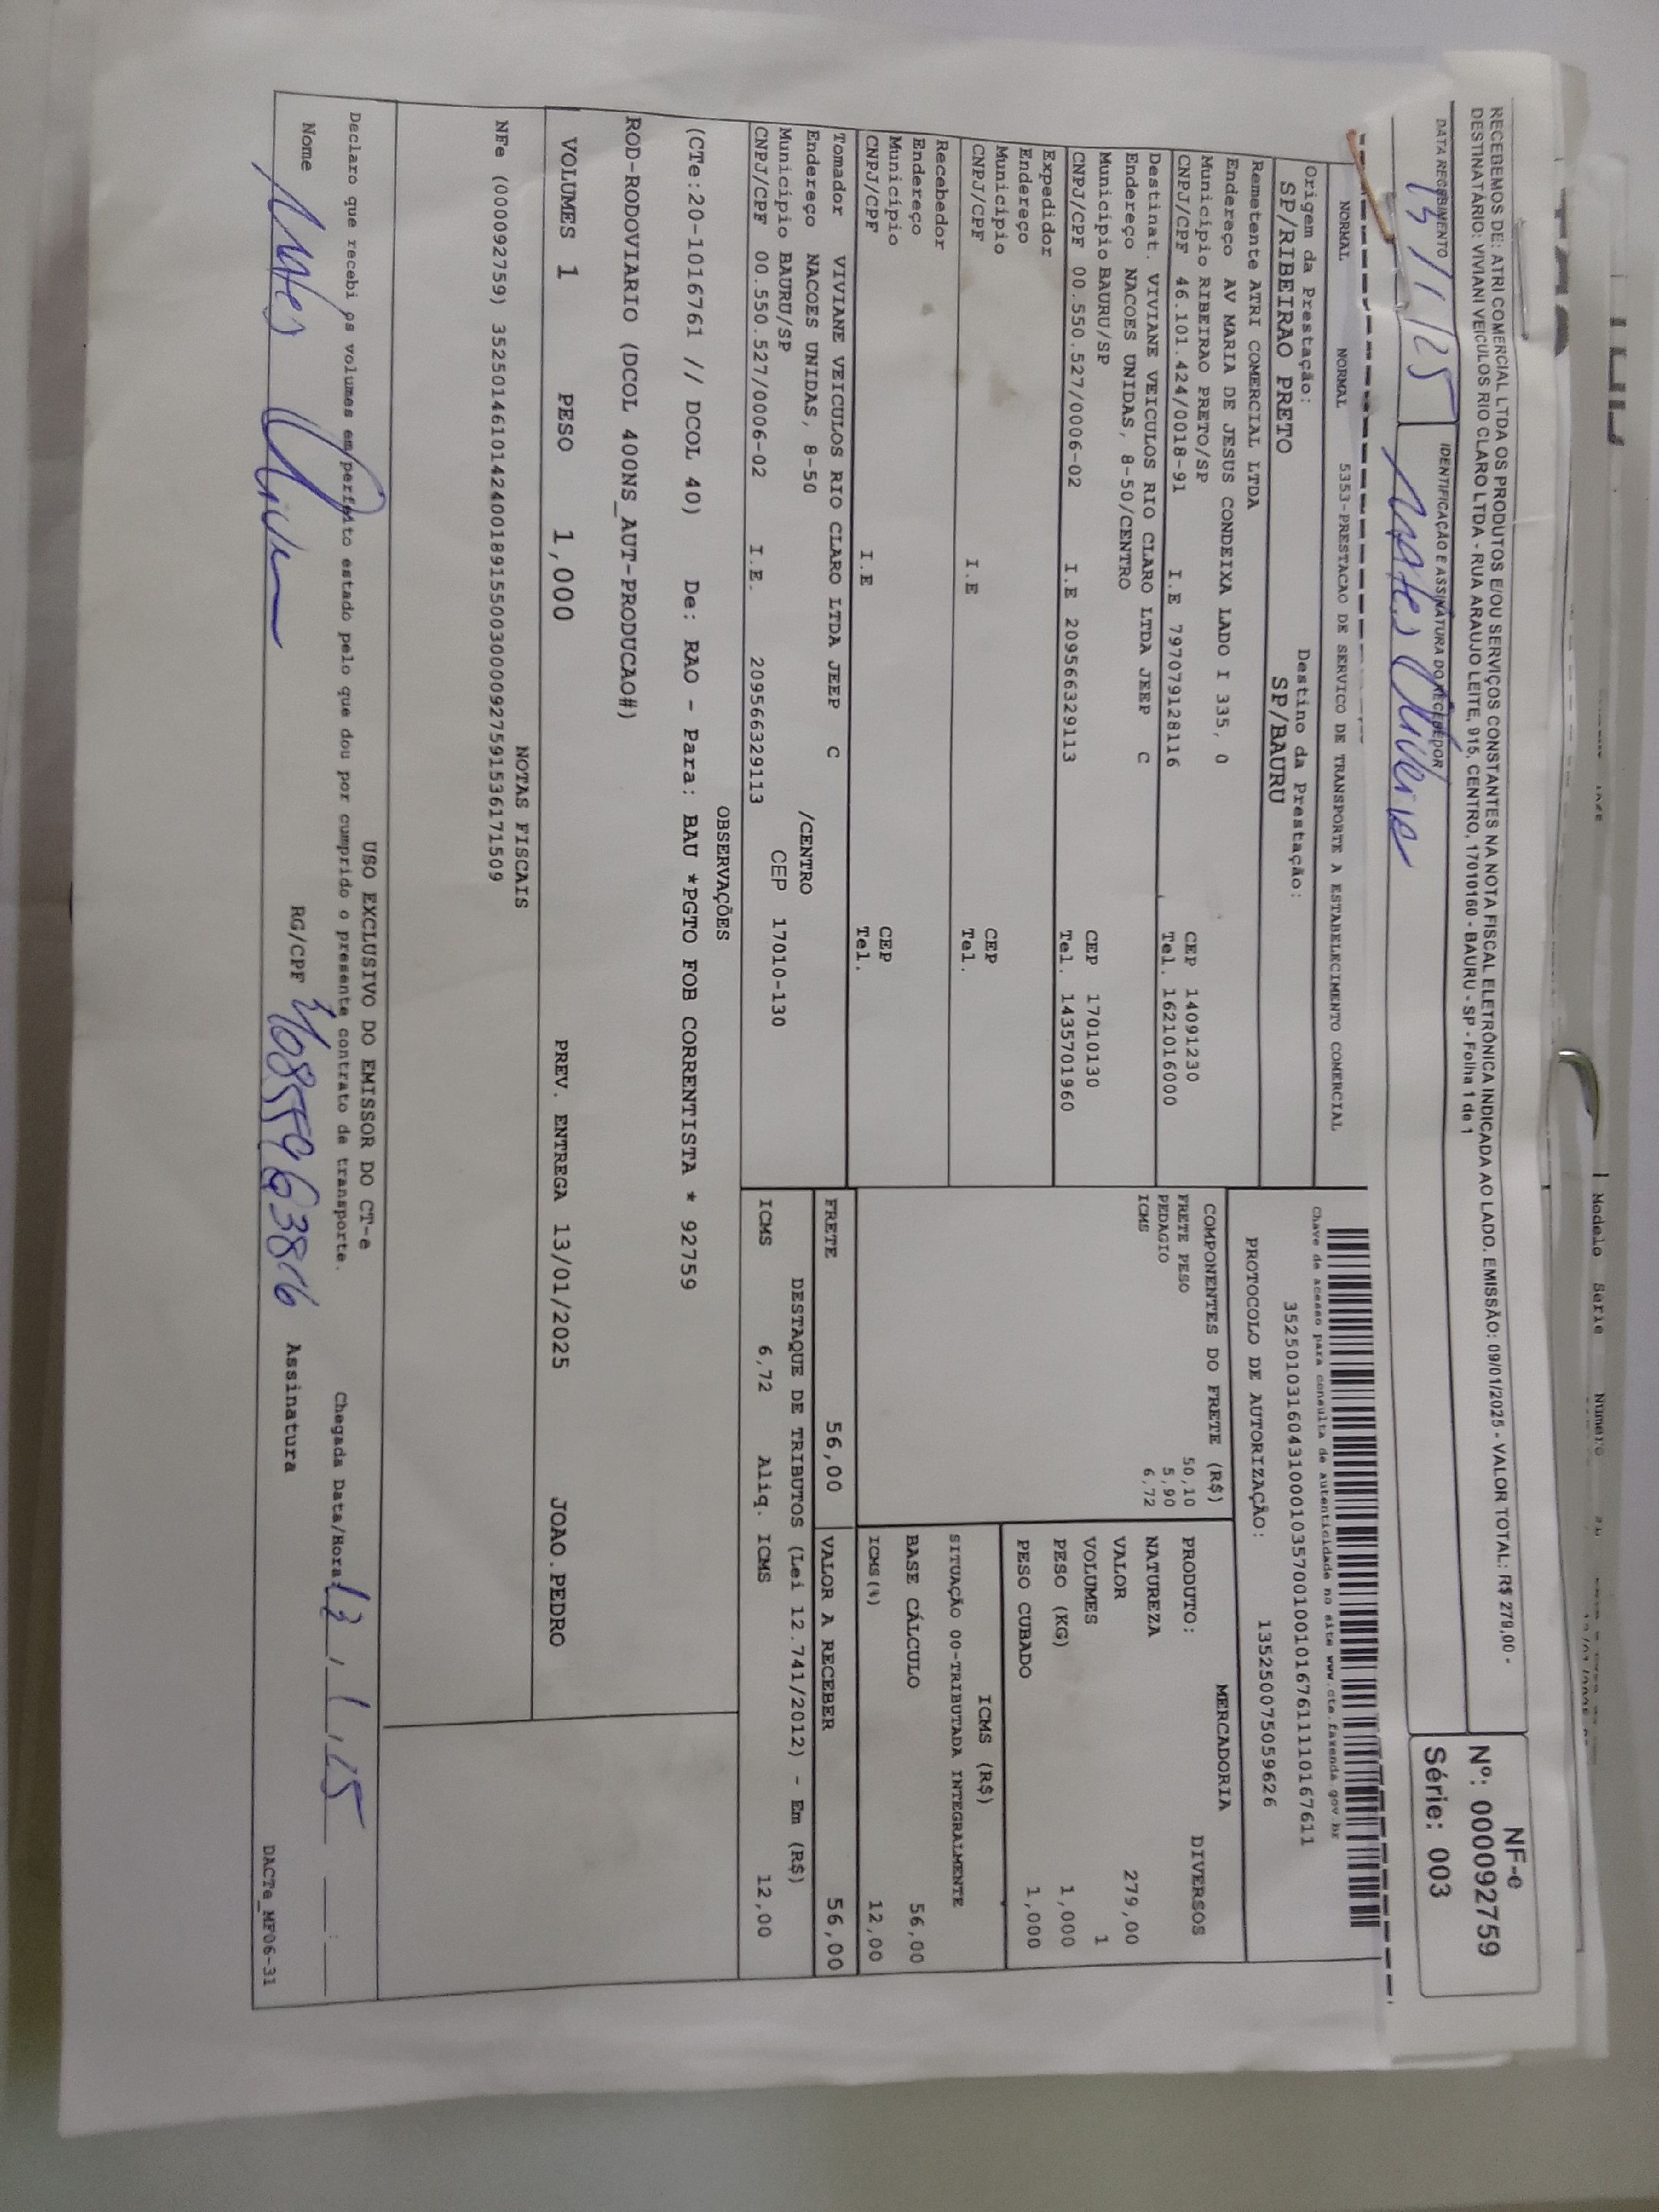 Modelo Serie Número
RECEBEMOS DE: ATRI COMERCIAL LTDA OS PRODUTOS E/OU SERVIÇOS CONSTANTES NA NOTA FISCAL ELETRÔNICA INDICADA AO LADO. EMISSÃO: 09/01/2025 - VALOR TOTAL: R$ 279,00 -
DESTINATÁRIO: VIVIANI VEICULOS RIO CLARO LTDA - RUA ARAUJO LEITE, 915, CENTRO, 17010160 - BAURU - SP - Folha 1 de 1
NF-e
Nº: 000092759
Série: 003
DATA RECEBIMENTO
13/1/25
IDENTIFICAÇÃO E ASSINATURA DO RECEBEDOR
Oliveira
NORMAL NORMAL 5353-PRESTACAO DE SERVICO DE TRANSPORTE A ESTABELECIMENTO COMERCIAL
Origem da Prestação: Destino da Prestação:
SP/RIBEIRAO PRETO SP/BAURU
Chave de acesso para consulta de autenticidade no site www.cte.fazenda.gov.br
35250103160431000103570010010167611101167611
PROTOCOLO DE AUTORIZAÇÃO: 135250075059626
Remetente ATRI COMERCIAL LTDA
Endereço AV MARIA DE JESUS CONDEIXA LADO I 335, 0
Município RIBEIRAO PRETO/SP CEP 14091230
CNPJ/CPF 46.101.424/0018-91 I.E 797079128116 Tel. 1621016000
Destinat. VIVIANE VEICULOS RIO CLARO LTDA JEEP C
Endereço NACOES UNIDAS, 8-50/CENTRO
Município BAURU/SP CEP 17010130
CNPJ/CPF 00.550.527/0006-02 I.E 209566329113 Tel. 1435701960
Expedidor
Endereço
Município CEP
CNPJ/CPF I.E Tel.
Recebedor
Endereço
Município CEP
CNPJ/CPF I.E Tel.
Tomador VIVIANE VEICULOS RIO CLARO LTDA JEEP C
Endereço NACOES UNIDAS, 8-50 /CENTRO
Município BAURU/SP CEP 17010-130
CNPJ/CPF 00.550.527/0006-02 I.E. 209566329113
COMPONENTES DO FRETE (R$)
FRETE PESO 50,10
PEDAGIO 5,90
ICMS 6,72
MERCADORIA
PRODUTO: DIVERSOS
NATUREZA
VALOR 279,00
VOLUMES 1
PESO (KG) 1,000
PESO CUBADO 1,000
ICMS (R$)
SITUAÇÃO 00-TRIBUTADA INTEGRALMENTE
BASE CÁLCULO 56,00
ICMS(%) 12,00
FRETE 56,00 VALOR A RECEBER 56,00
DESTAQUE DE TRIBUTOS (Lei 12.741/2012) - Em (R$)
ICMS 6,72 Aliq. ICMS 12,00
OBSERVAÇÕES
(CTe:20-1016761 // DCOL 40) De: RAO - Para: BAU *PGTO FOB CORRENTISTA * 92759
ROD-RODOVIARIO (DCOL 400NS_AUT-PRODUCAO#)
VOLUMES 1 PESO 1,000 PREV. ENTREGA 13/01/2025 JOAO.PEDRO
NOTAS FISCAIS
NFe (000092759) 35250146101424001891550030000927591536171509
USO EXCLUSIVO DO EMISSOR DO CT-e
Declaro que recebi os volumes em perfeito estado pelo que dou por cumprido o presente contrato de transporte. Chegada Data/Hora: 13/1/25 __:__
Nome RG/CPF Assinatura
DACTe_MF06-31